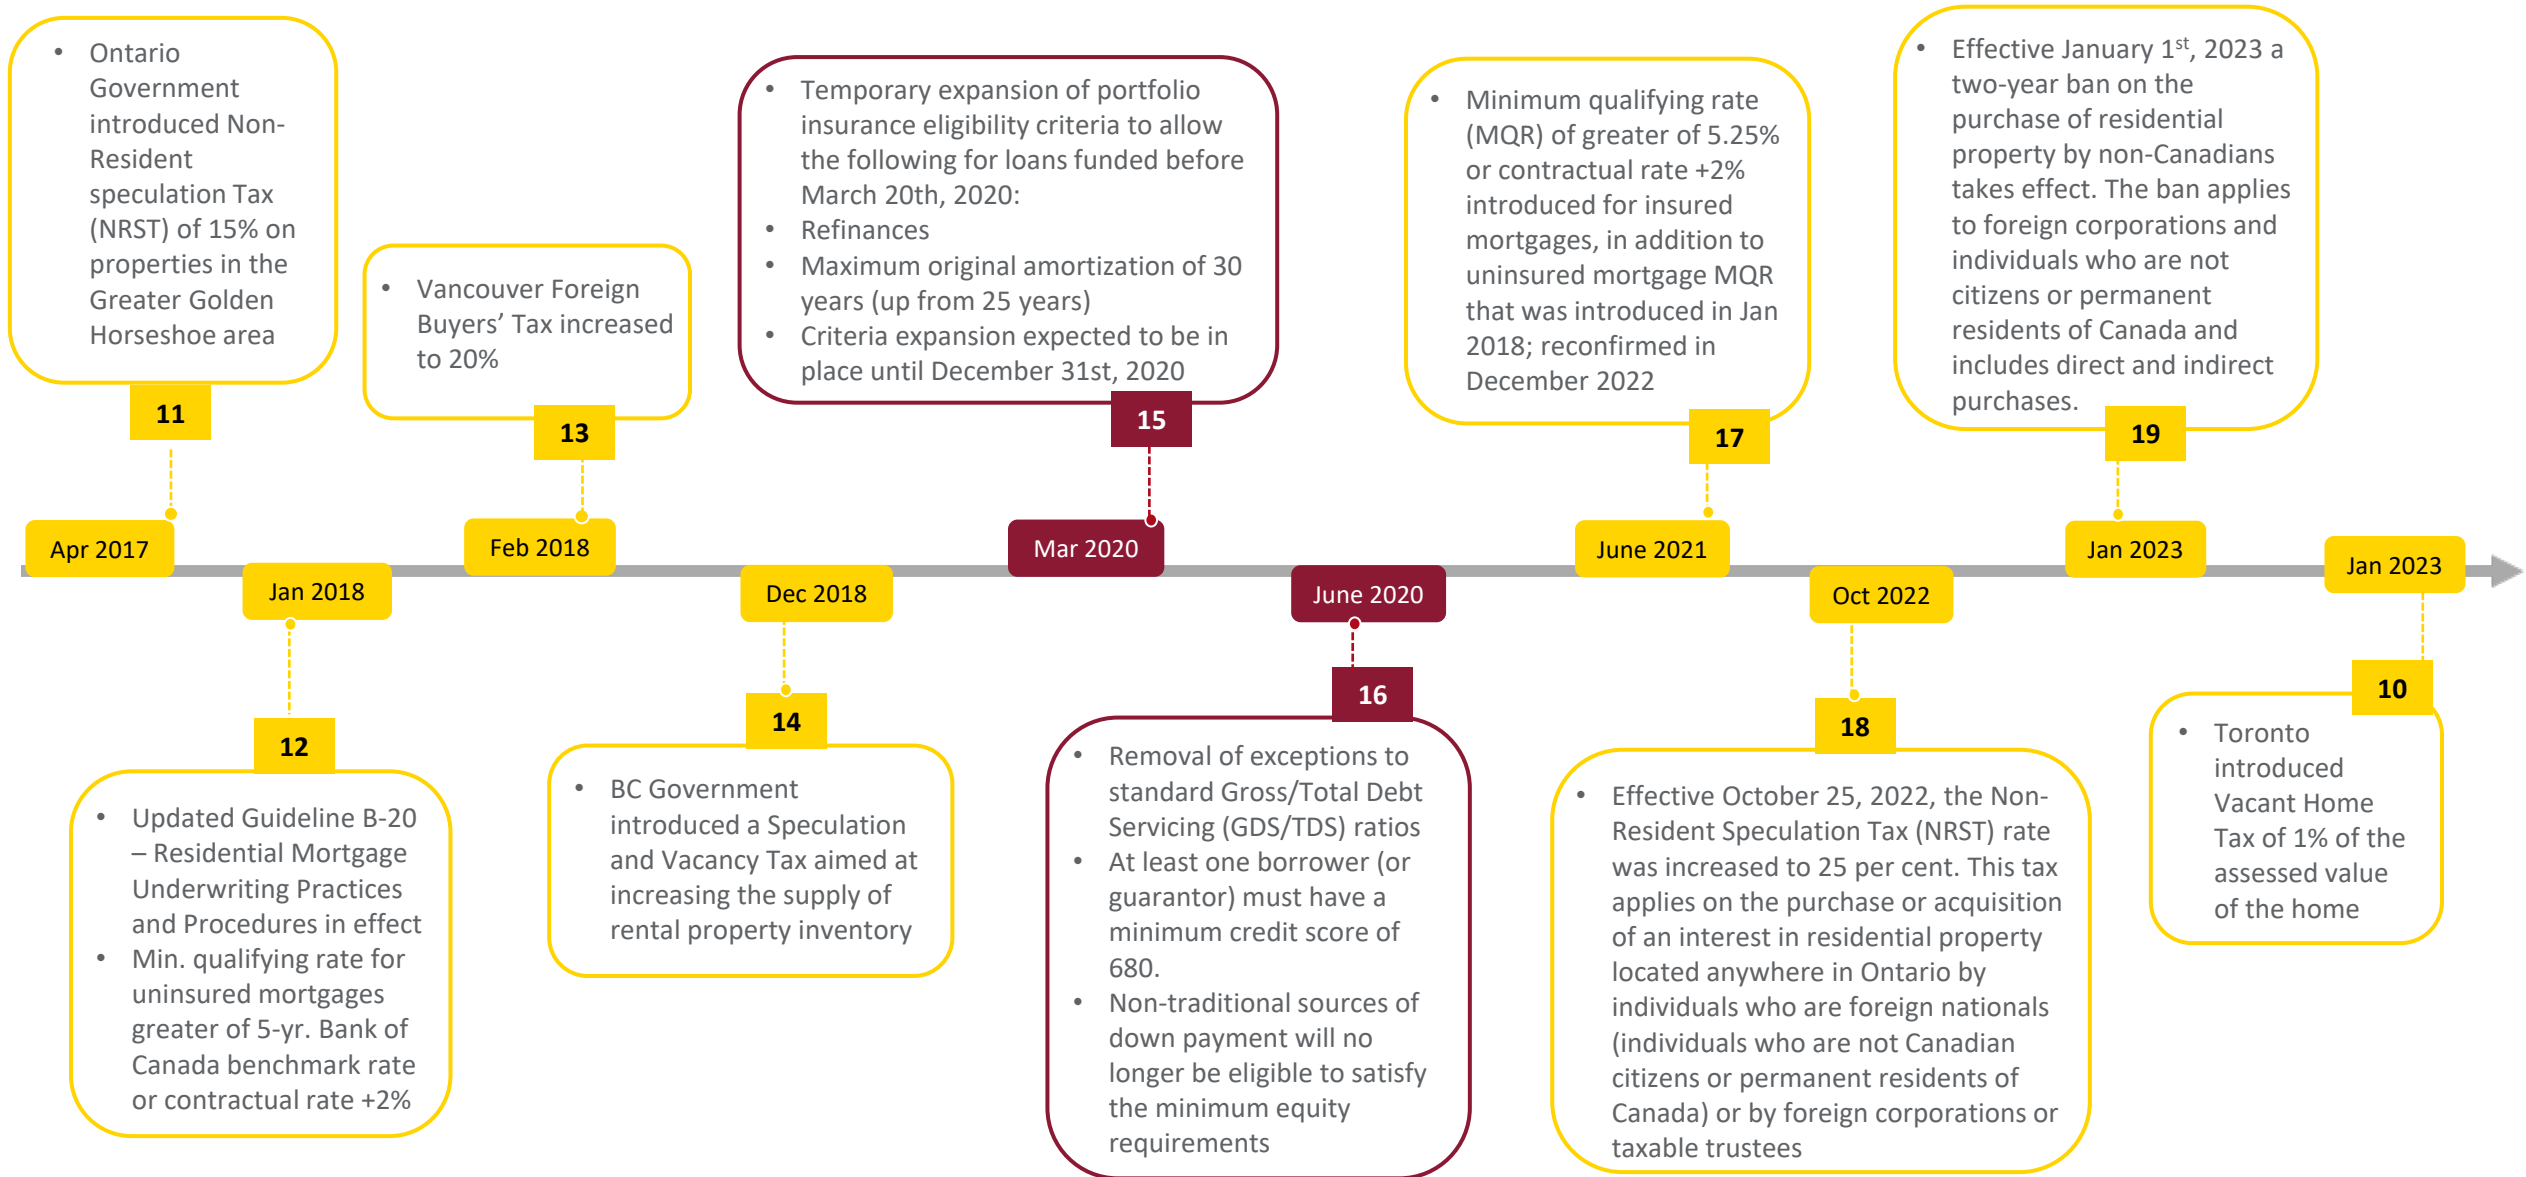 • Ontario
Government
introduced Non-
Resident
speculation Tax
(NRST) of 15% on
properties in the
Greater Golden
Horseshoe area
11
Apr 2017
Jan 2018
12
• Updated Guideline B-20
– Residential Mortgage
Underwriting Practices
and Procedures in effect
• Min. qualifying rate for
uninsured mortgages
greater of 5-yr. Bank of
Canada benchmark rate
or contractual rate +2%
• Vancouver Foreign
Buyers’ Tax increased
to 20%
13
Feb 2018
Dec 2018
14
• BC Government
introduced a Speculation
and Vacancy Tax aimed at
increasing the supply of
rental property inventory
• Temporary expansion of portfolio
insurance eligibility criteria to allow
the following for loans funded before
March 20th, 2020:
• Refinances
• Maximum original amortization of 30
years (up from 25 years)
• Criteria expansion expected to be in
place until December 31st, 2020
15
Mar 2020
June 2020
16
• Removal of exceptions to
standard Gross/Total Debt
Servicing (GDS/TDS) ratios
• At least one borrower (or
guarantor) must have a
minimum credit score of
680.
• Non-traditional sources of
down payment will no
longer be eligible to satisfy
the minimum equity
requirements
• Minimum qualifying rate
(MQR) of greater of 5.25%
or contractual rate +2%
introduced for insured
mortgages, in addition to
uninsured mortgage MQR
that was introduced in Jan
2018; reconfirmed in
December 2022
17
June 2021
Oct 2022
18
• Effective October 25, 2022, the Non-
Resident Speculation Tax (NRST) rate
was increased to 25 per cent. This tax
applies on the purchase or acquisition
of an interest in residential property
located anywhere in Ontario by
individuals who are foreign nationals
(individuals who are not Canadian
citizens or permanent residents of
Canada) or by foreign corporations or
taxable trustees
• Effective January 1st, 2023 a
two-year ban on the
purchase of residential
property by non-Canadians
takes effect. The ban applies
to foreign corporations and
individuals who are not
citizens or permanent
residents of Canada and
includes direct and indirect
purchases.
19
Jan 2023
Jan 2023
10
• Toronto
introduced
Vacant Home
Tax of 1% of the
assessed value
of the home